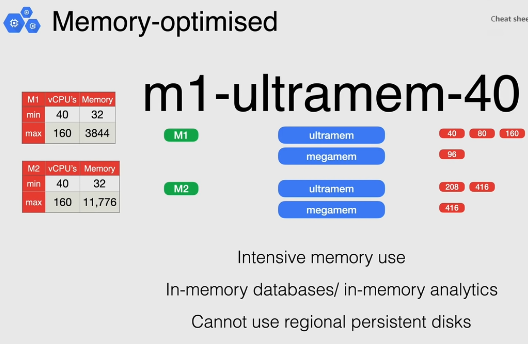 Memory-optimised
Cheat shee
m1-ultramem-40
M1 vCPU's Memory
min 40 32
max 160 3844
M1 ultramem 40 80 160
megamem 96
M2 vCPU's Memory
min 40 32
max 160 11,776
M2 ultramem 208 416
megamem 416
Intensive memory use
In-memory databases/ in-memory analytics
Cannot use regional persistent disks